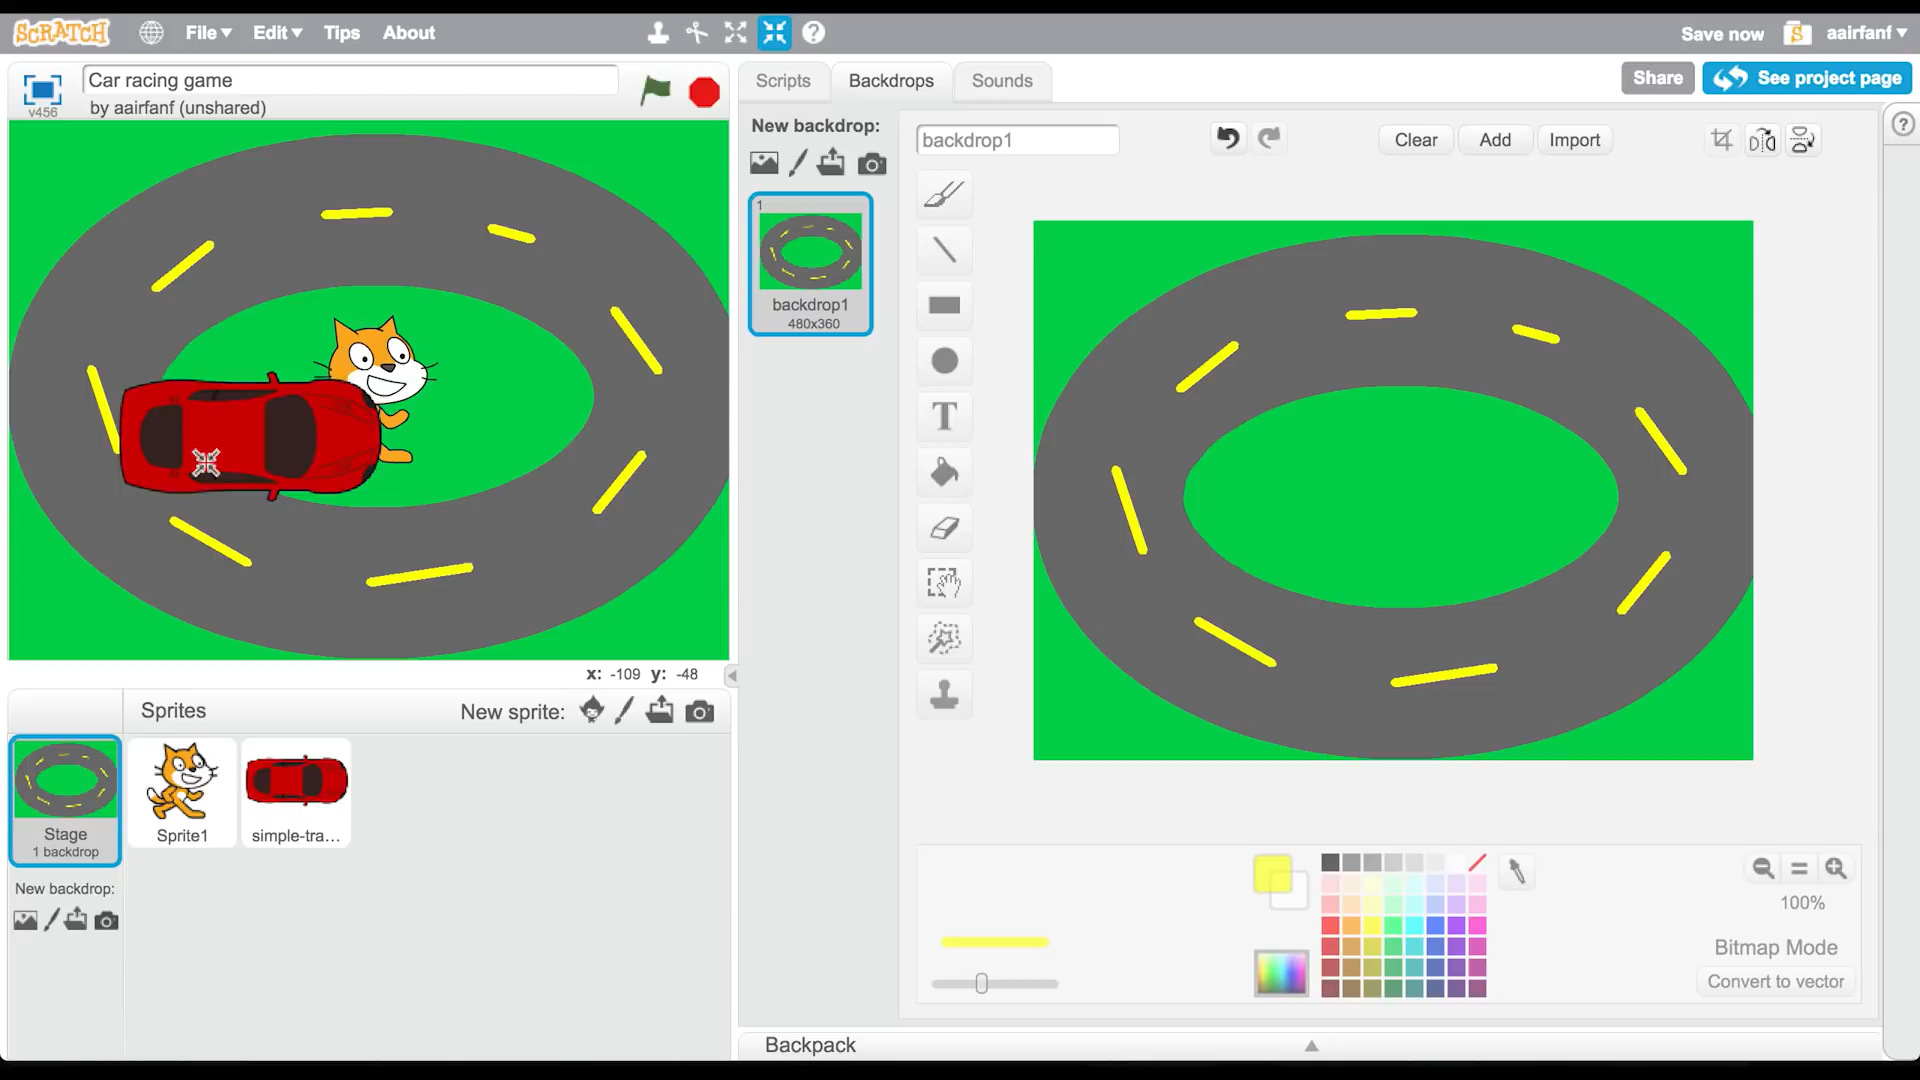 SCRATCH
File Edit Tips About
Save now
aairfanf
Car racing game
by aairfanf (unshared)
v456
Scripts Backdrops Sounds
Share
See project page
New backdrop:
backdrop1
Clear Add Import
1
backdrop1
480x360
T
x: -109 y: -48
Sprites
New sprite:
Stage
1 backdrop
Sprite1
simple-tra...
New backdrop:
100%
Bitmap Mode
Convert to vector
Backpack